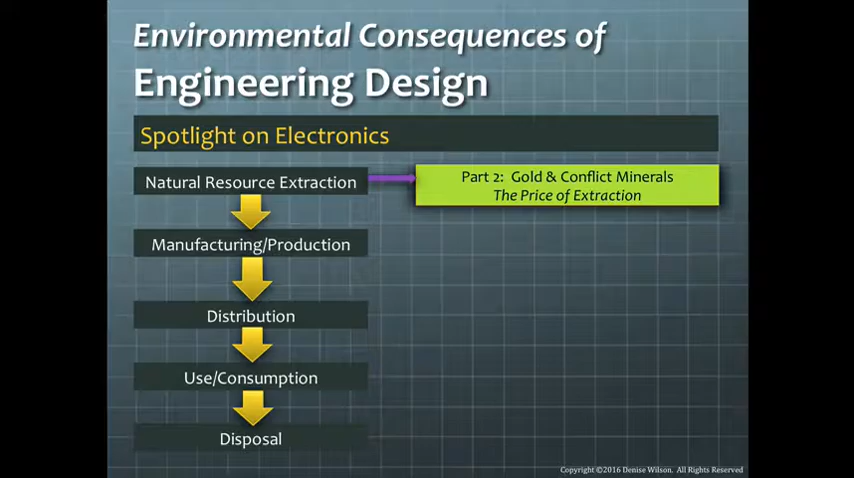 Environmental Consequences of
Engineering Design
Spotlight on Electronics
Natural Resource Extraction
Part 2: Gold & Conflict Minerals
The Price of Extraction
Manufacturing/Production
Distribution
Use/Consumption
Disposal
Copyright ©2016 Denise Wilson. All Rights Reserved